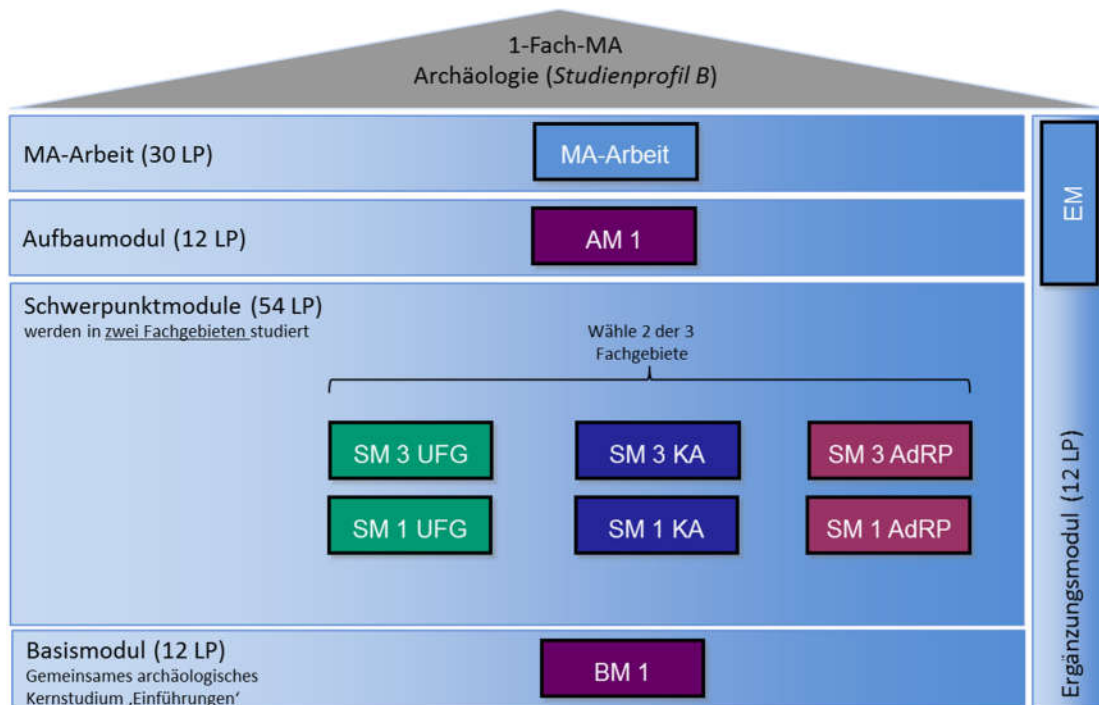 1-Fach-MA
Archäologie (Studienprofil B)
MA-Arbeit (30 LP)
MA-Arbeit
EM
Aufbaumodul (12 LP)
AM 1
Schwerpunktmodule (54 LP)
werden in zwei Fachgebieten studiert
Wähle 2 der 3
Fachgebiete
SM 3 UFG
SM 3 KA
SM 3 AdRP
SM 1 UFG
SM 1 KA
SM 1 AdRP
Ergänzungsmodul (12 LP)
Basismodul (12 LP)
Gemeinsames archäologisches
Kernstudium ‚Einführungen‘
BM 1